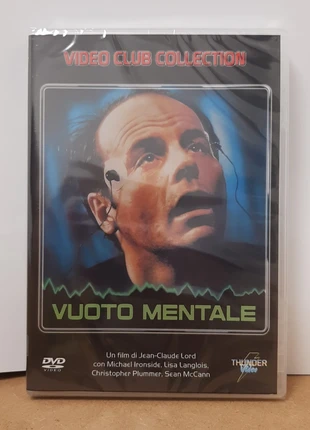 VIDEO CLUB COLLECTION
VUOTO MENTALE
Un film di Jean-Claude Lord
con Michael Ironside, Lisa Langlois,
Christopher Plummer, Sean McCann
DVD
VIDEO
THUNDER
Video